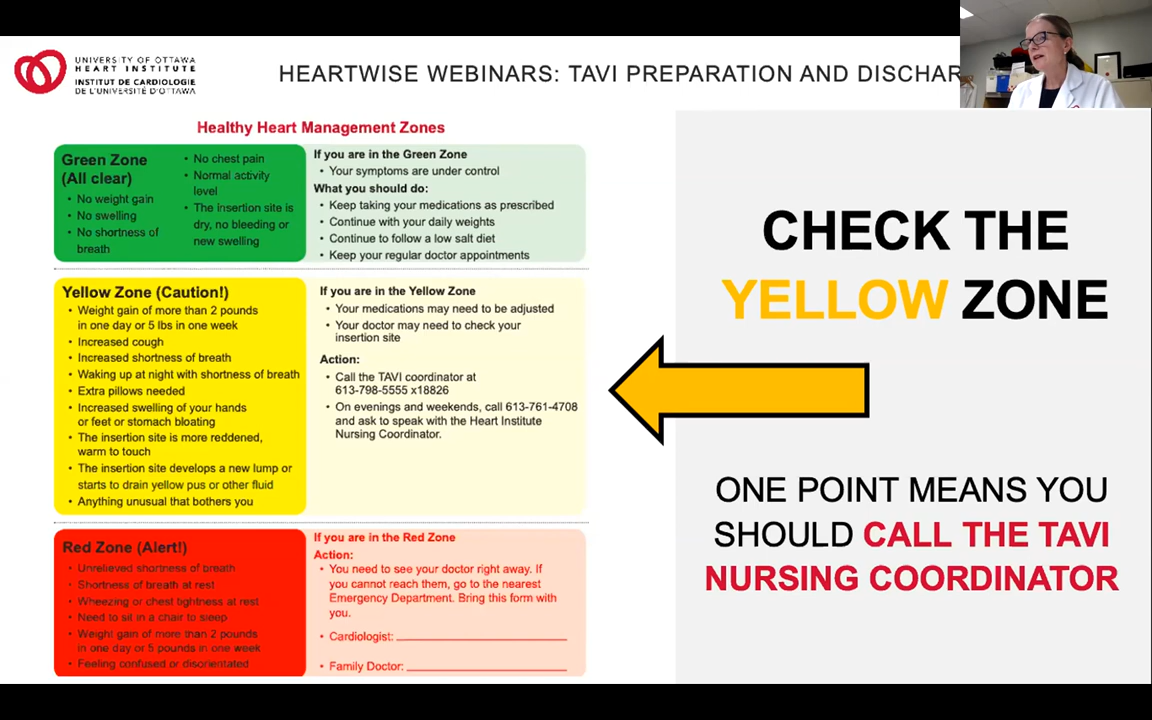 UNIVERSITY OF OTTAWA
HEART INSTITUTE
INSTITUT DE CARDIOLOGIE
DE L'UNIVERSITÉ D'OTTAWA
HEARTWISE WEBINARS: TAVI PREPARATION AND DISCHAR
Healthy Heart Management Zones
Green Zone
(All clear)
• No weight gain
• No swelling
• No shortness of
breath
• No chest pain
• Normal activity
level
• The insertion site is
dry, no bleeding or
new swelling
If you are in the Green Zone
• Your symptoms are under control
What you should do:
• Keep taking your medications as prescribed
• Continue with your daily weights
• Continue to follow a low salt diet
• Keep your regular doctor appointments
Yellow Zone (Caution!)
• Weight gain of more than 2 pounds
in one day or 5 lbs in one week
• Increased cough
• Increased shortness of breath
• Waking up at night with shortness of breath
• Extra pillows needed
• Increased swelling of your hands
or feet or stomach bloating
• The insertion site is more reddened,
warm to touch
• The insertion site develops a new lump or
starts to drain yellow pus or other fluid
• Anything unusual that bothers you
If you are in the Yellow Zone
• Your medications may need to be adjusted
• Your doctor may need to check your
insertion site
Action:
• Call the TAVI coordinator at
613-798-5555 x18826
• On evenings and weekends, call 613-761-4708
and ask to speak with the Heart Institute
Nursing Coordinator.
Red Zone (Alert!)
• Unrelieved shortness of breath
• Shortness of breath at rest
• Wheezing or chest tightness at rest
• Need to sit in a chair to sleep
• Weight gain of more than 2 pounds
in one day or 5 pounds in one week
• Feeling confused or disorientated
If you are in the Red Zone
Action:
• You need to see your doctor right away. If
you cannot reach them, go to the nearest
Emergency Department. Bring this form with
you.
• Cardiologist:
• Family Doctor:
CHECK THE
YELLOW ZONE
ONE POINT MEANS YOU
SHOULD CALL THE TAVI
NURSING COORDINATOR